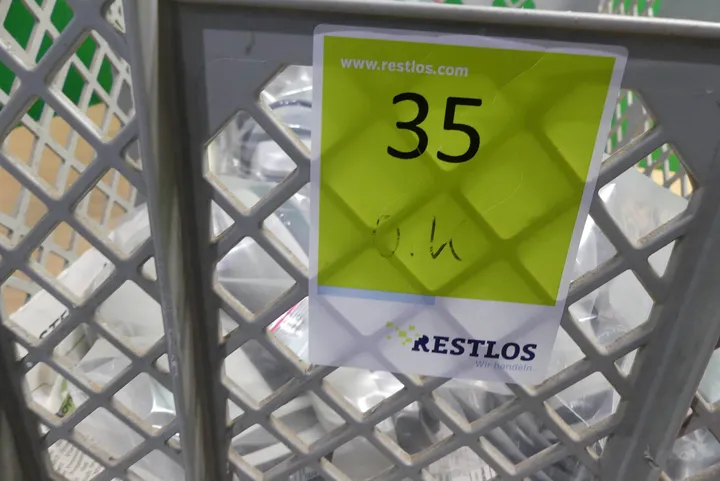 www.restlos.com
35
O.K
RESTLOS
Wir handeln.